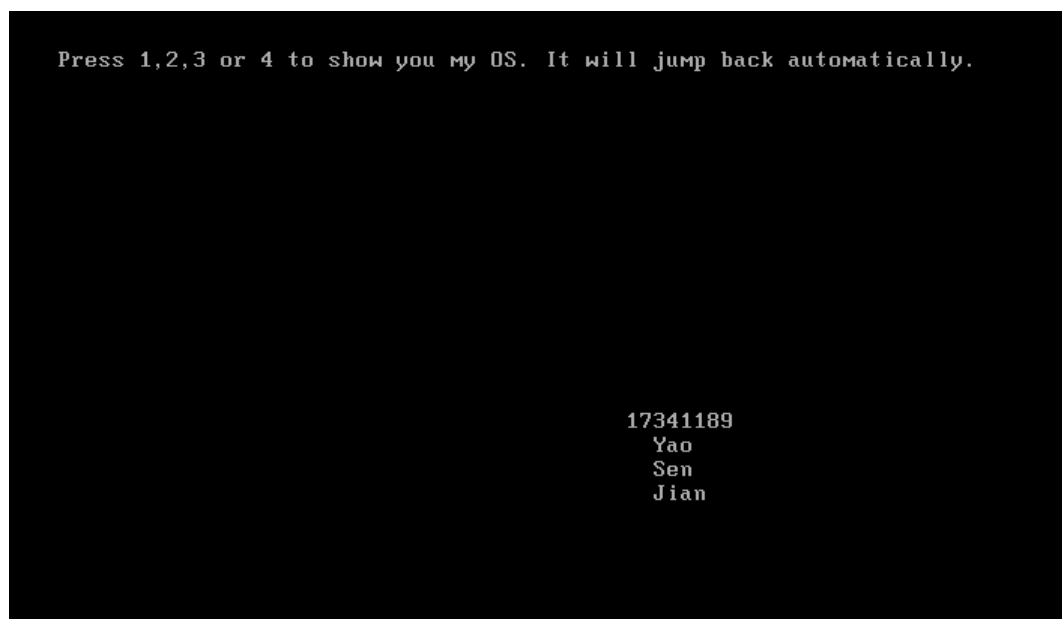 Press 1,2,3 or 4 to show you my OS. It will jump back automatically.
17341189
Yao
Sen
Jian